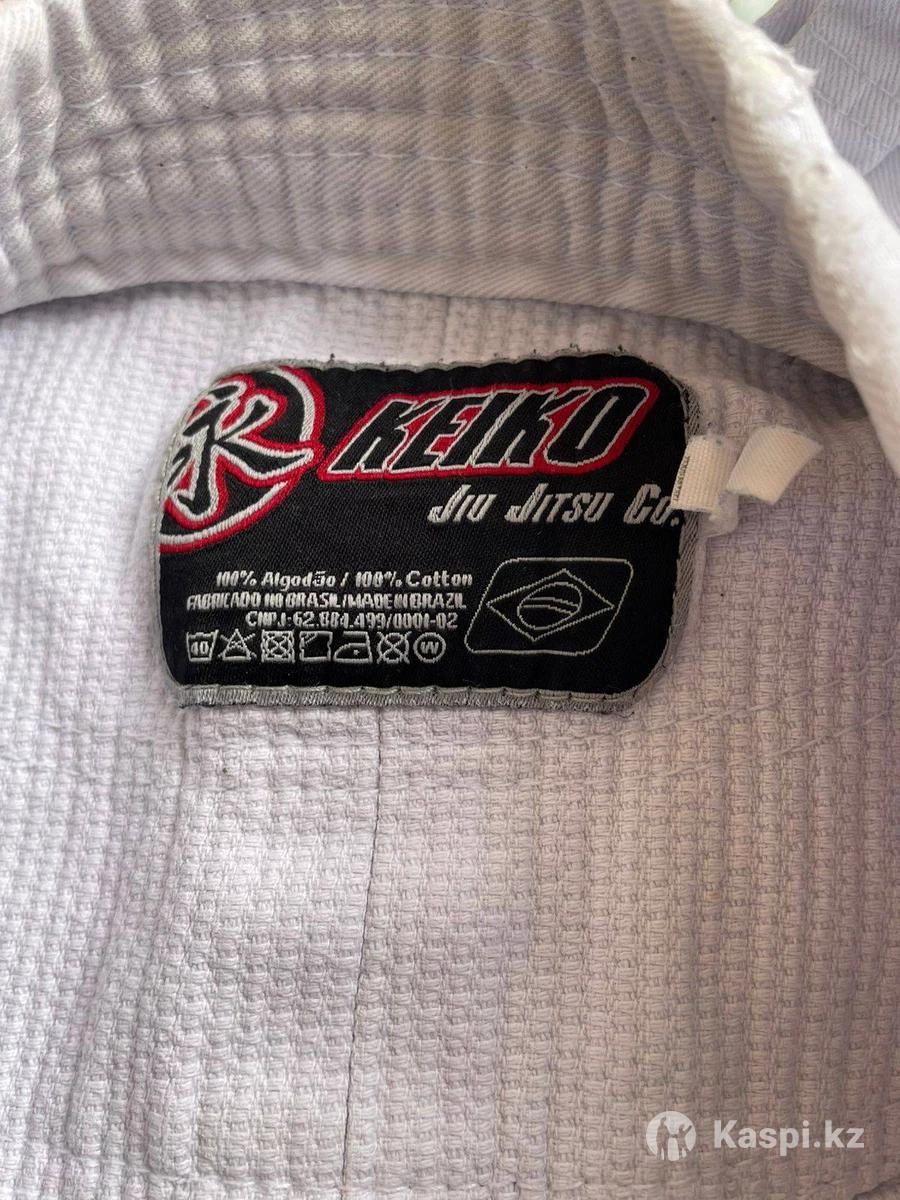 永
KEIKO
JIU JITSU CO.
100% Algodão / 100% Cotton
FABRICADO NO BRASIL/MADE IN BRAZIL
CNPJ:62.884.499/0001-02
40
W
Kaspi.kz